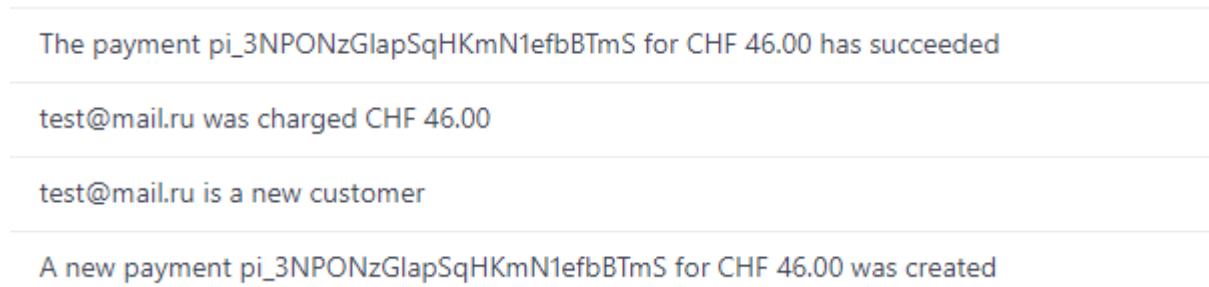 The payment pi_3NPONzGlapSqHKmN1efbBTmS for CHF 46.00 has succeeded
test@mail.ru was charged CHF 46.00
test@mail.ru is a new customer
A new payment pi_3NPONzGlapSqHKmN1efbBTmS for CHF 46.00 was created